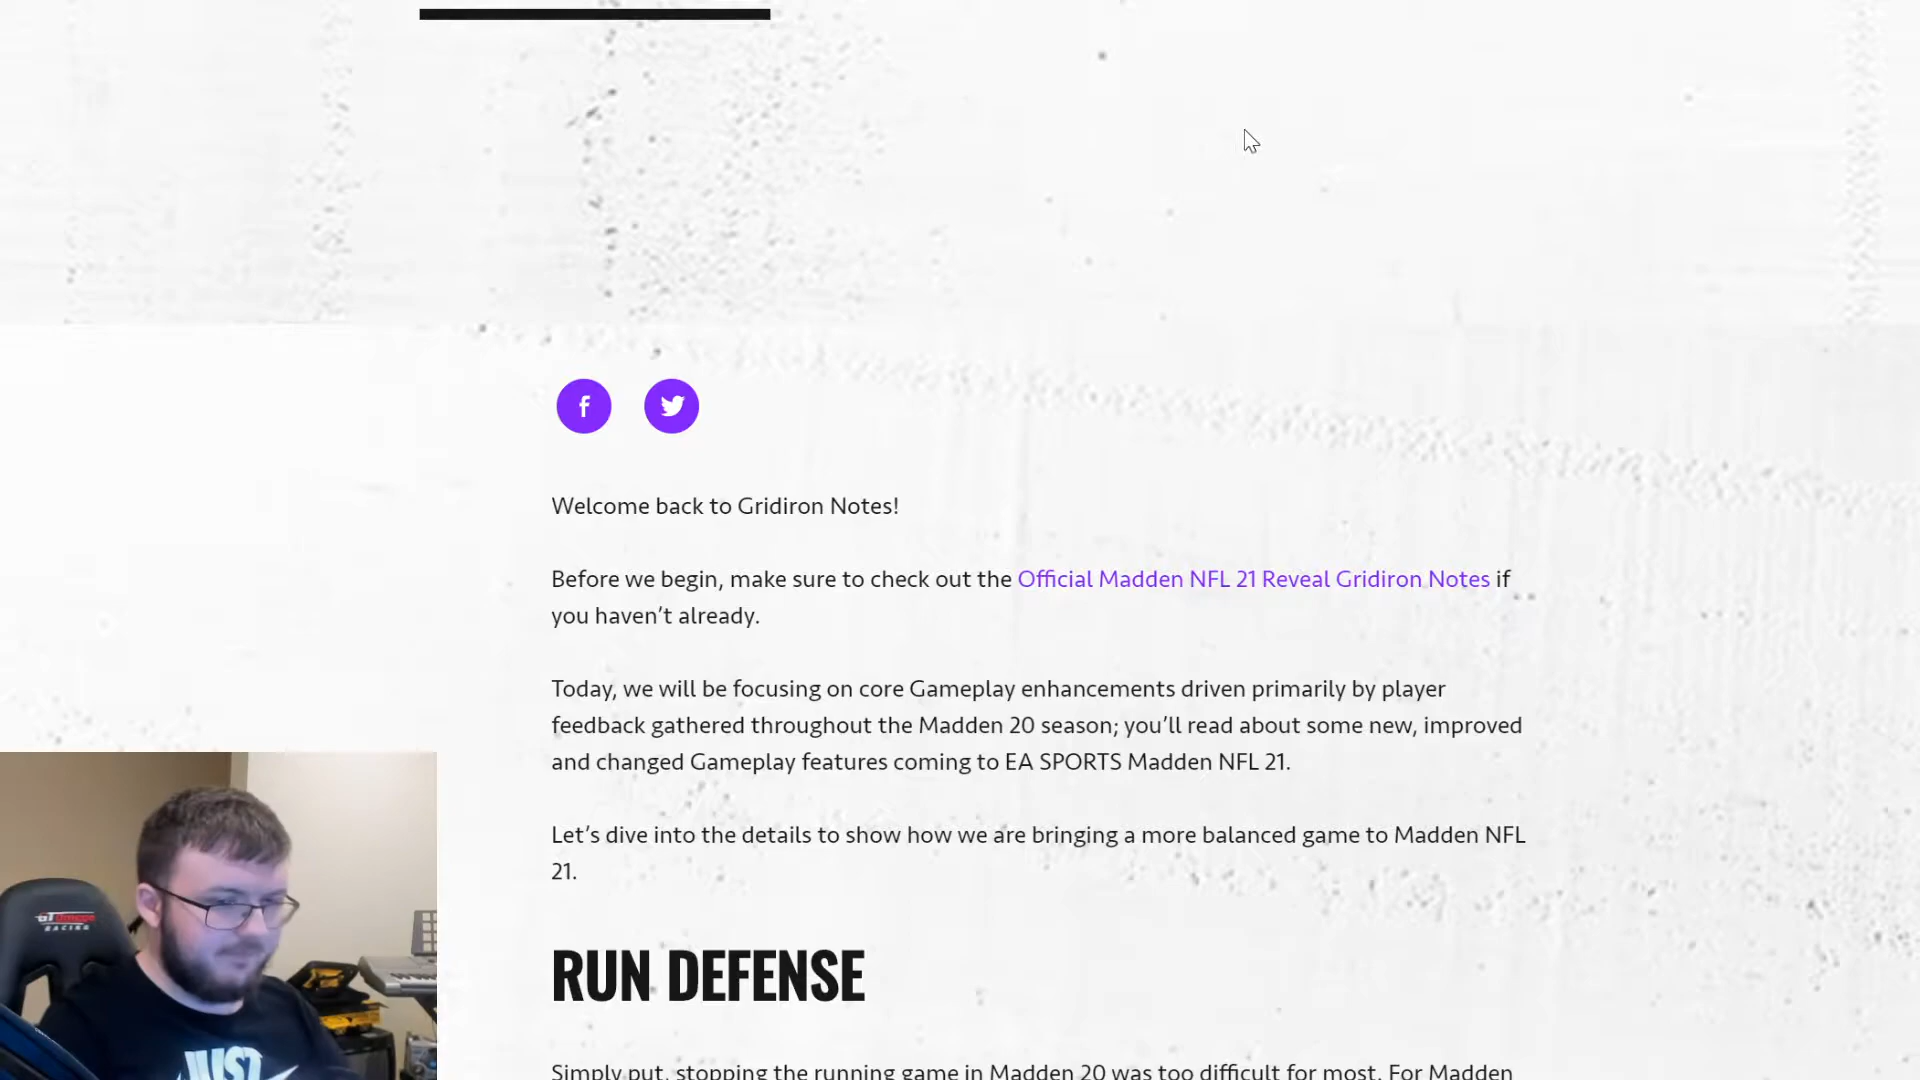 f
Welcome back to Gridiron Notes!
Before we begin, make sure to check out the Official Madden NFL 21 Reveal Gridiron Notes if
you haven’t already.
Today, we will be focusing on core Gameplay enhancements driven primarily by player
feedback gathered throughout the Madden 20 season; you’ll read about some new, improved
and changed Gameplay features coming to EA SPORTS Madden NFL 21.
Let’s dive into the details to show how we are bringing a more balanced game to Madden NFL
21.
RUN DEFENSE
Simply put, stopping the running game in Madden 20 was too difficult for most. For Madden
GT Omega
RACING
JUST